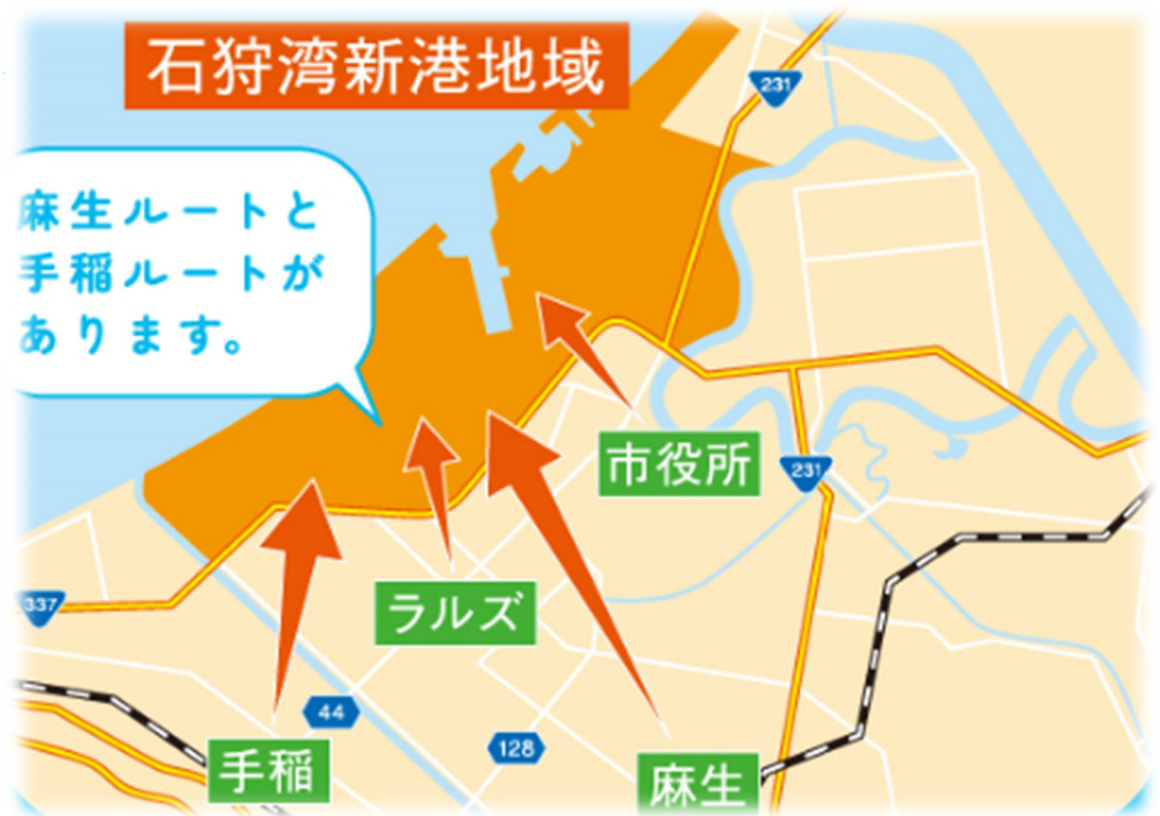 石狩湾新港地域
231
麻生ルートと
手稲ルートが
あります。
市役所
231
ラルズ
337
44
128
手稲
麻生